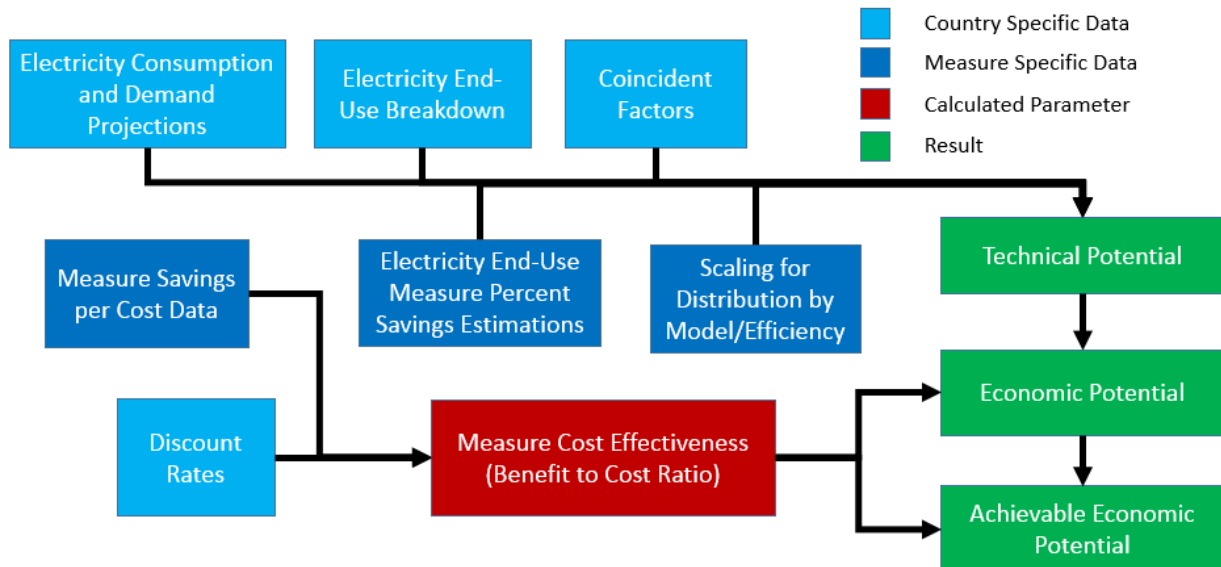 Country Specific Data
Measure Specific Data
Calculated Parameter
Result
Electricity Consumption
and Demand
Projections
Electricity End-
Use Breakdown
Coincident
Factors
Measure Savings
per Cost Data
Electricity End-Use
Measure Percent
Savings Estimations
Scaling for
Distribution by
Model/Efficiency
Technical Potential
Discount
Rates
Measure Cost Effectiveness
(Benefit to Cost Ratio)
Economic Potential
Achievable Economic
Potential